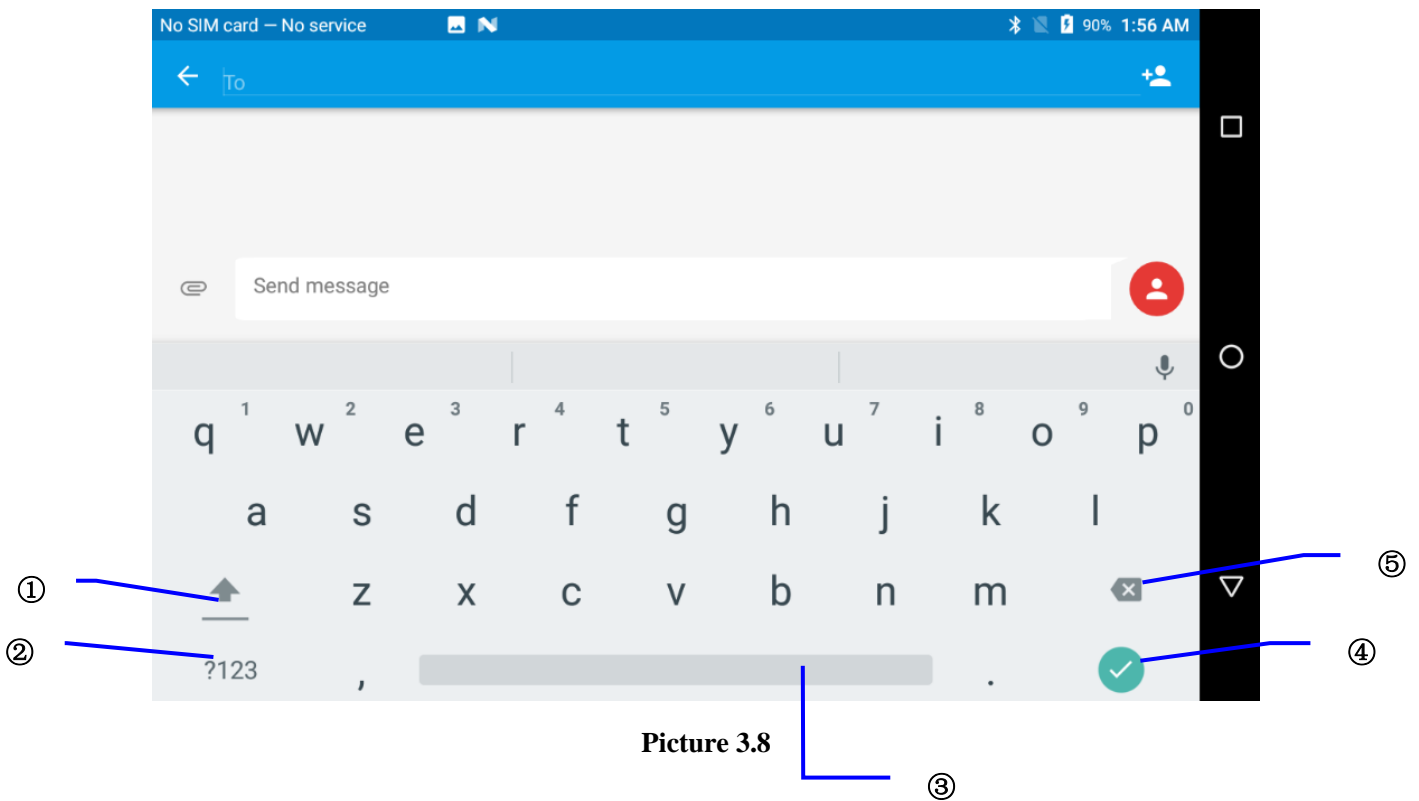 No SIM card — No service 90% 1:56 AM
To
Send message
1 2 3 4 5 6 7 8 9 0
q w e r t y u i o p
a s d f g h j k l
① z x c v b n m ⑤
② ?123 , . ④
Picture 3.8
③